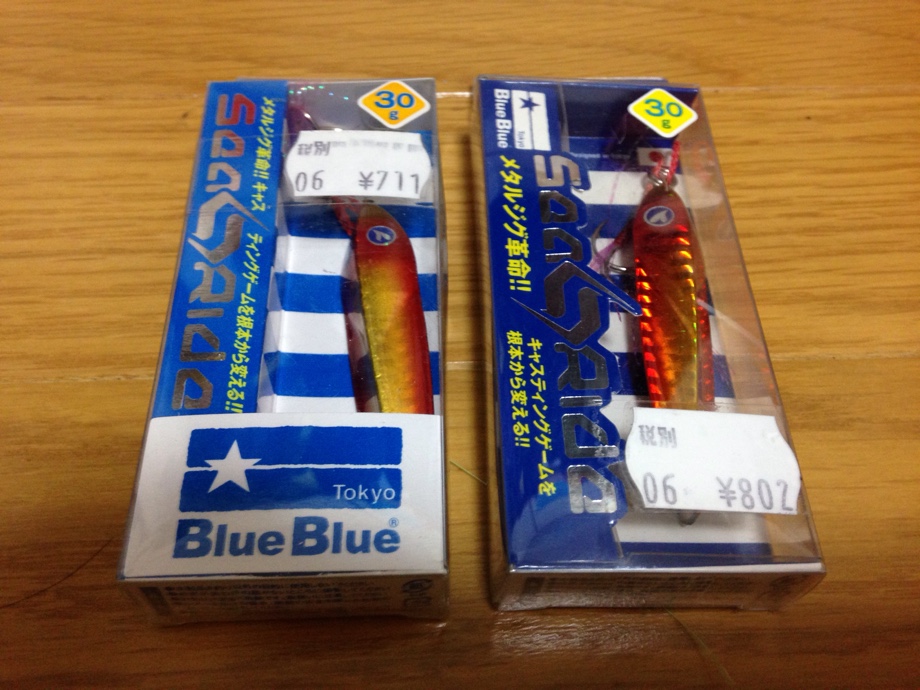 30
g
税別
06 ¥711
SeaRide
メタルジグ革命!! キャス
ティングゲームを根本から変える!!
Tokyo
BlueBlue®
30
g
BlueBlue
Tokyo
SeaRide
メタルジグ革命!!
キャスティングゲームを
根本から変える!!
税別
06 ¥802